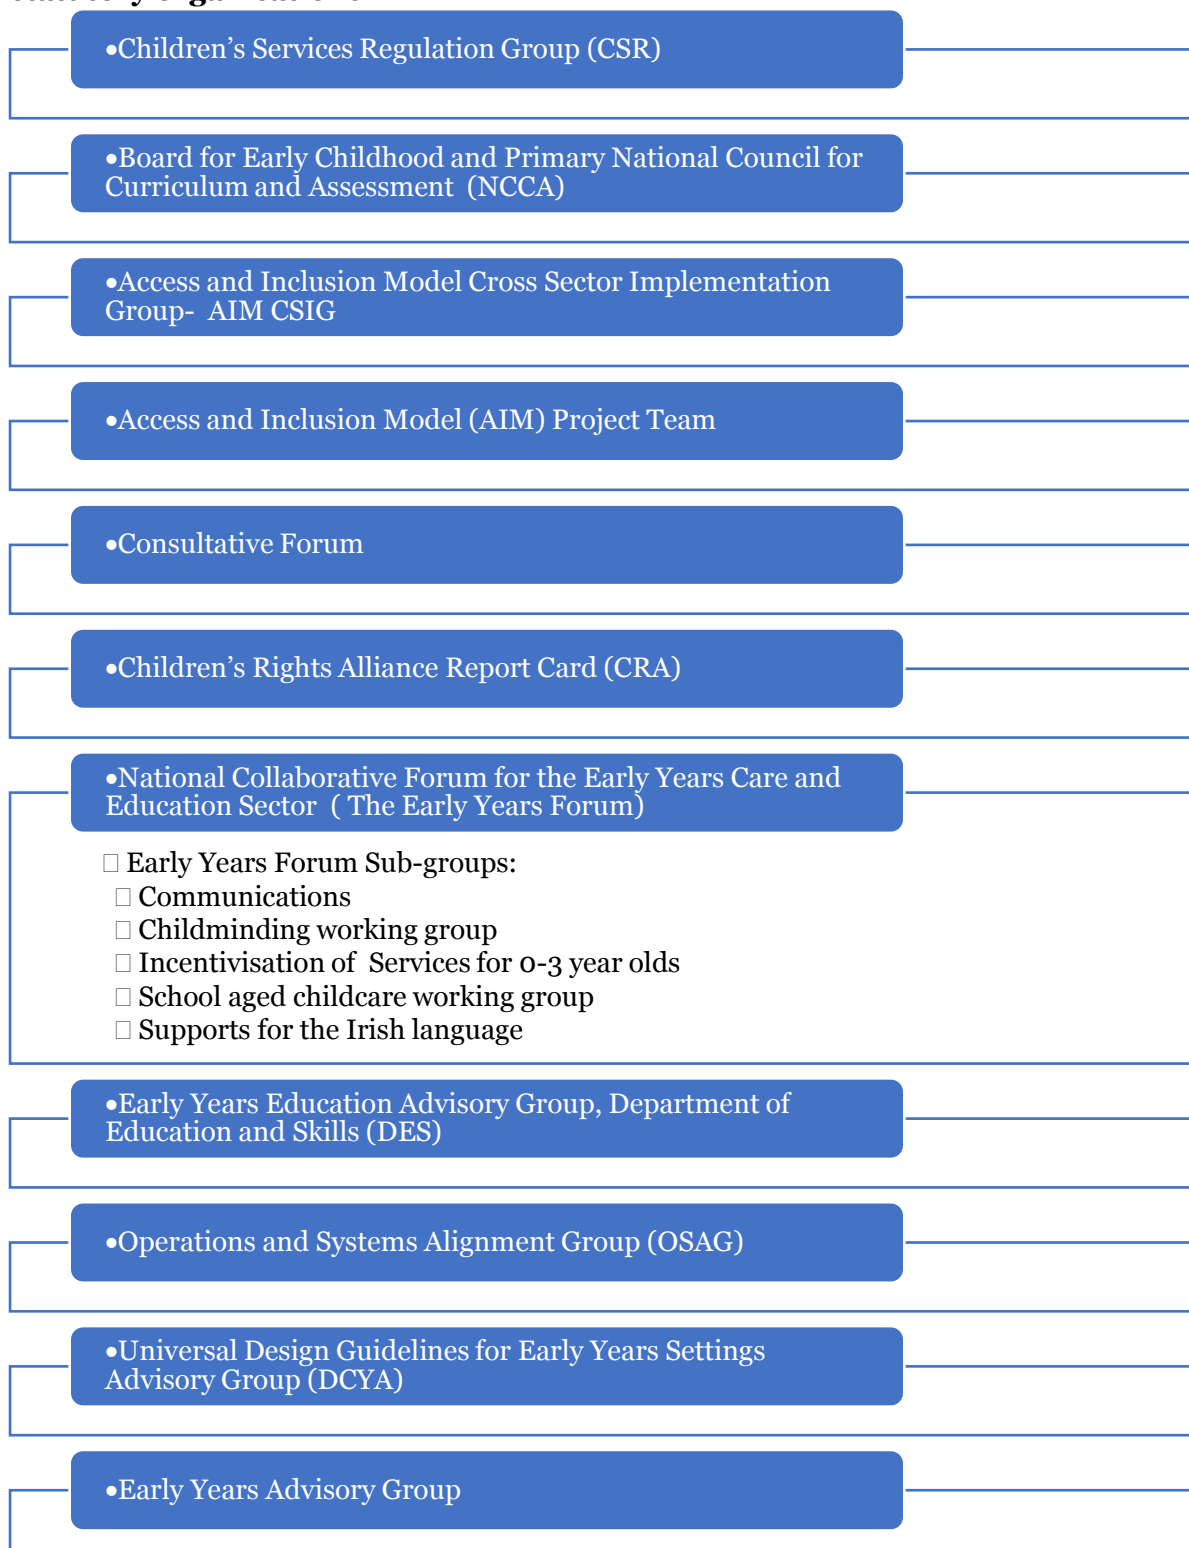 •Children’s Services Regulation Group (CSR)
•Board for Early Childhood and Primary National Council for
Curriculum and Assessment  (NCCA)
•Access and Inclusion Model Cross Sector Implementation
Group-  AIM CSIG
•Access and Inclusion Model (AIM) Project Team
•Consultative Forum
•Children’s Rights Alliance Report Card (CRA)
•National Collaborative Forum for the Early Years Care and
Education Sector  ( The Early Years Forum)
□ Early Years Forum Sub-groups:
□ Communications
□ Childminding working group
□ Incentivisation of  Services for 0-3 year olds
□ School aged childcare working group
□ Supports for the Irish language
•Early Years Education Advisory Group, Department of
Education and Skills (DES)
•Operations and Systems Alignment Group (OSAG)
•Universal Design Guidelines for Early Years Settings
Advisory Group (DCYA)
•Early Years Advisory Group